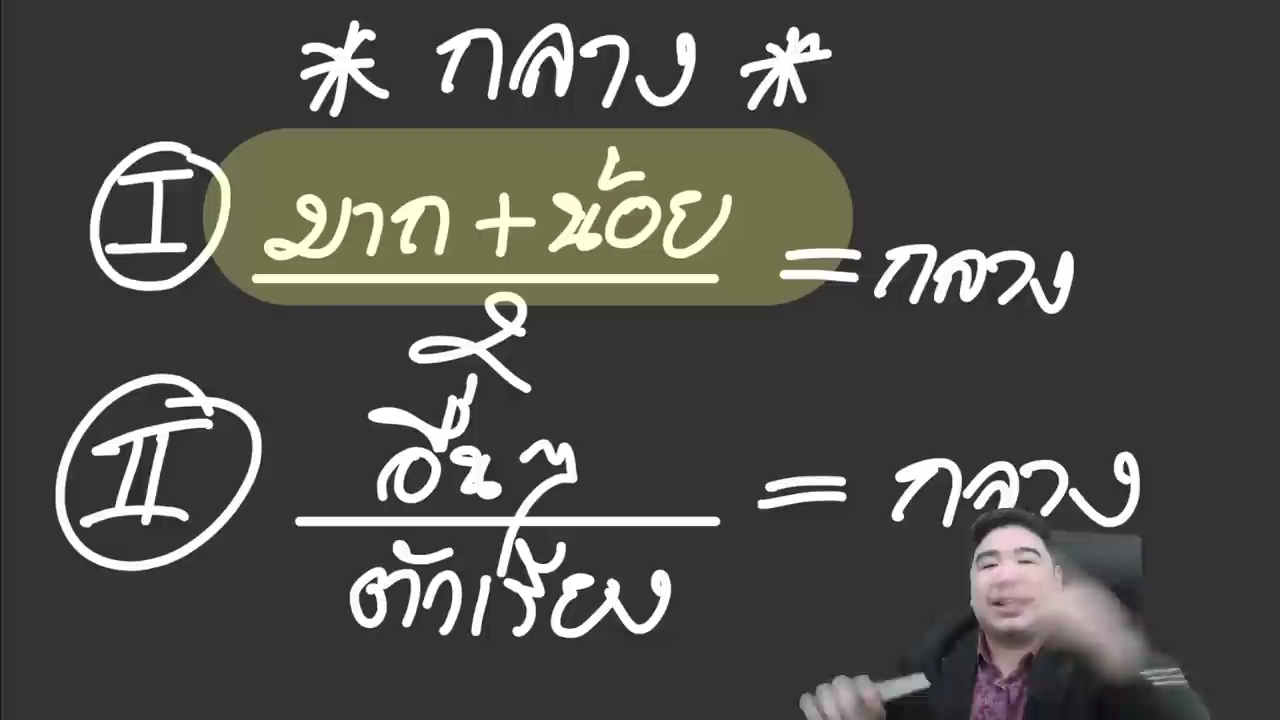 * กลาง *
I มาก + น้อย = กลาง
2
II อื่นๆ = กลาง
ตัวเรียง